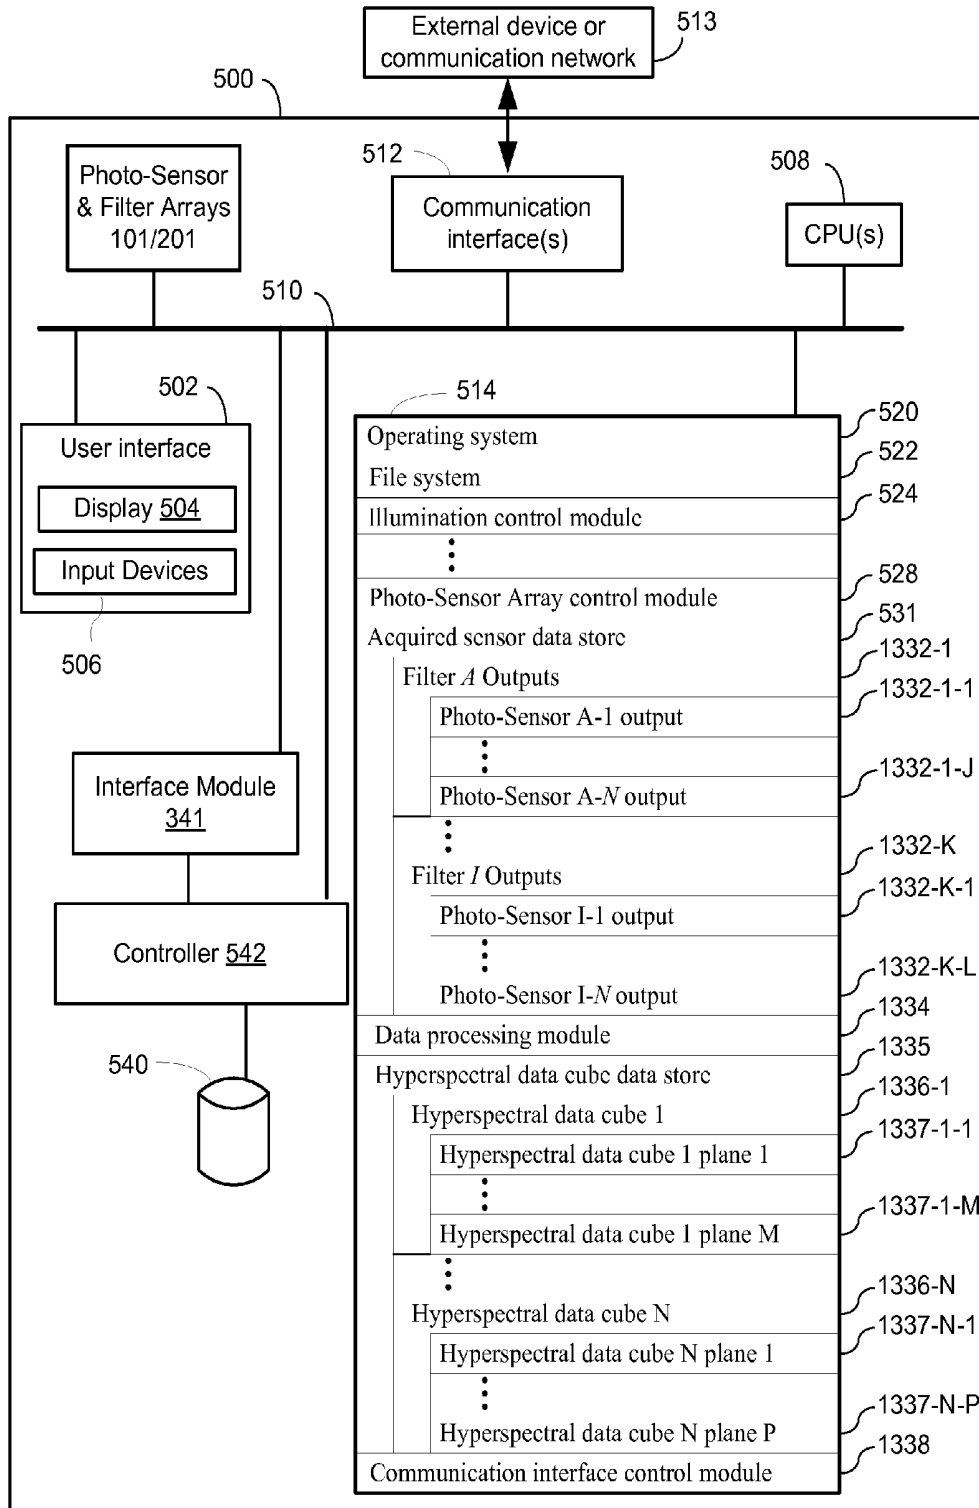 External device or
communication network
513
500
Photo-Sensor
& Filter Arrays
101/201
512
Communication
interface(s)
508
CPU(s)
510
502
User interface
Display 504
Input Devices
506
Interface Module
341
Controller 542
540
514
Operating system
520
File system
522
Illumination control module
524
Photo-Sensor Array control module
528
Acquired sensor data store
531
Filter A Outputs
1332-1
Photo-Sensor A-1 output
1332-1-1
Photo-Sensor A-N output
1332-1-J
Filter I Outputs
1332-K
Photo-Sensor I-1 output
1332-K-1
Photo-Sensor I-N output
1332-K-L
Data processing module
1334
Hyperspectral data cube data store
1335
Hyperspectral data cube 1
1336-1
Hyperspectral data cube 1 plane 1
1337-1-1
Hyperspectral data cube 1 plane M
1337-1-M
Hyperspectral data cube N
1336-N
Hyperspectral data cube N plane 1
1337-N-1
Hyperspectral data cube N plane P
1337-N-P
Communication interface control module
1338